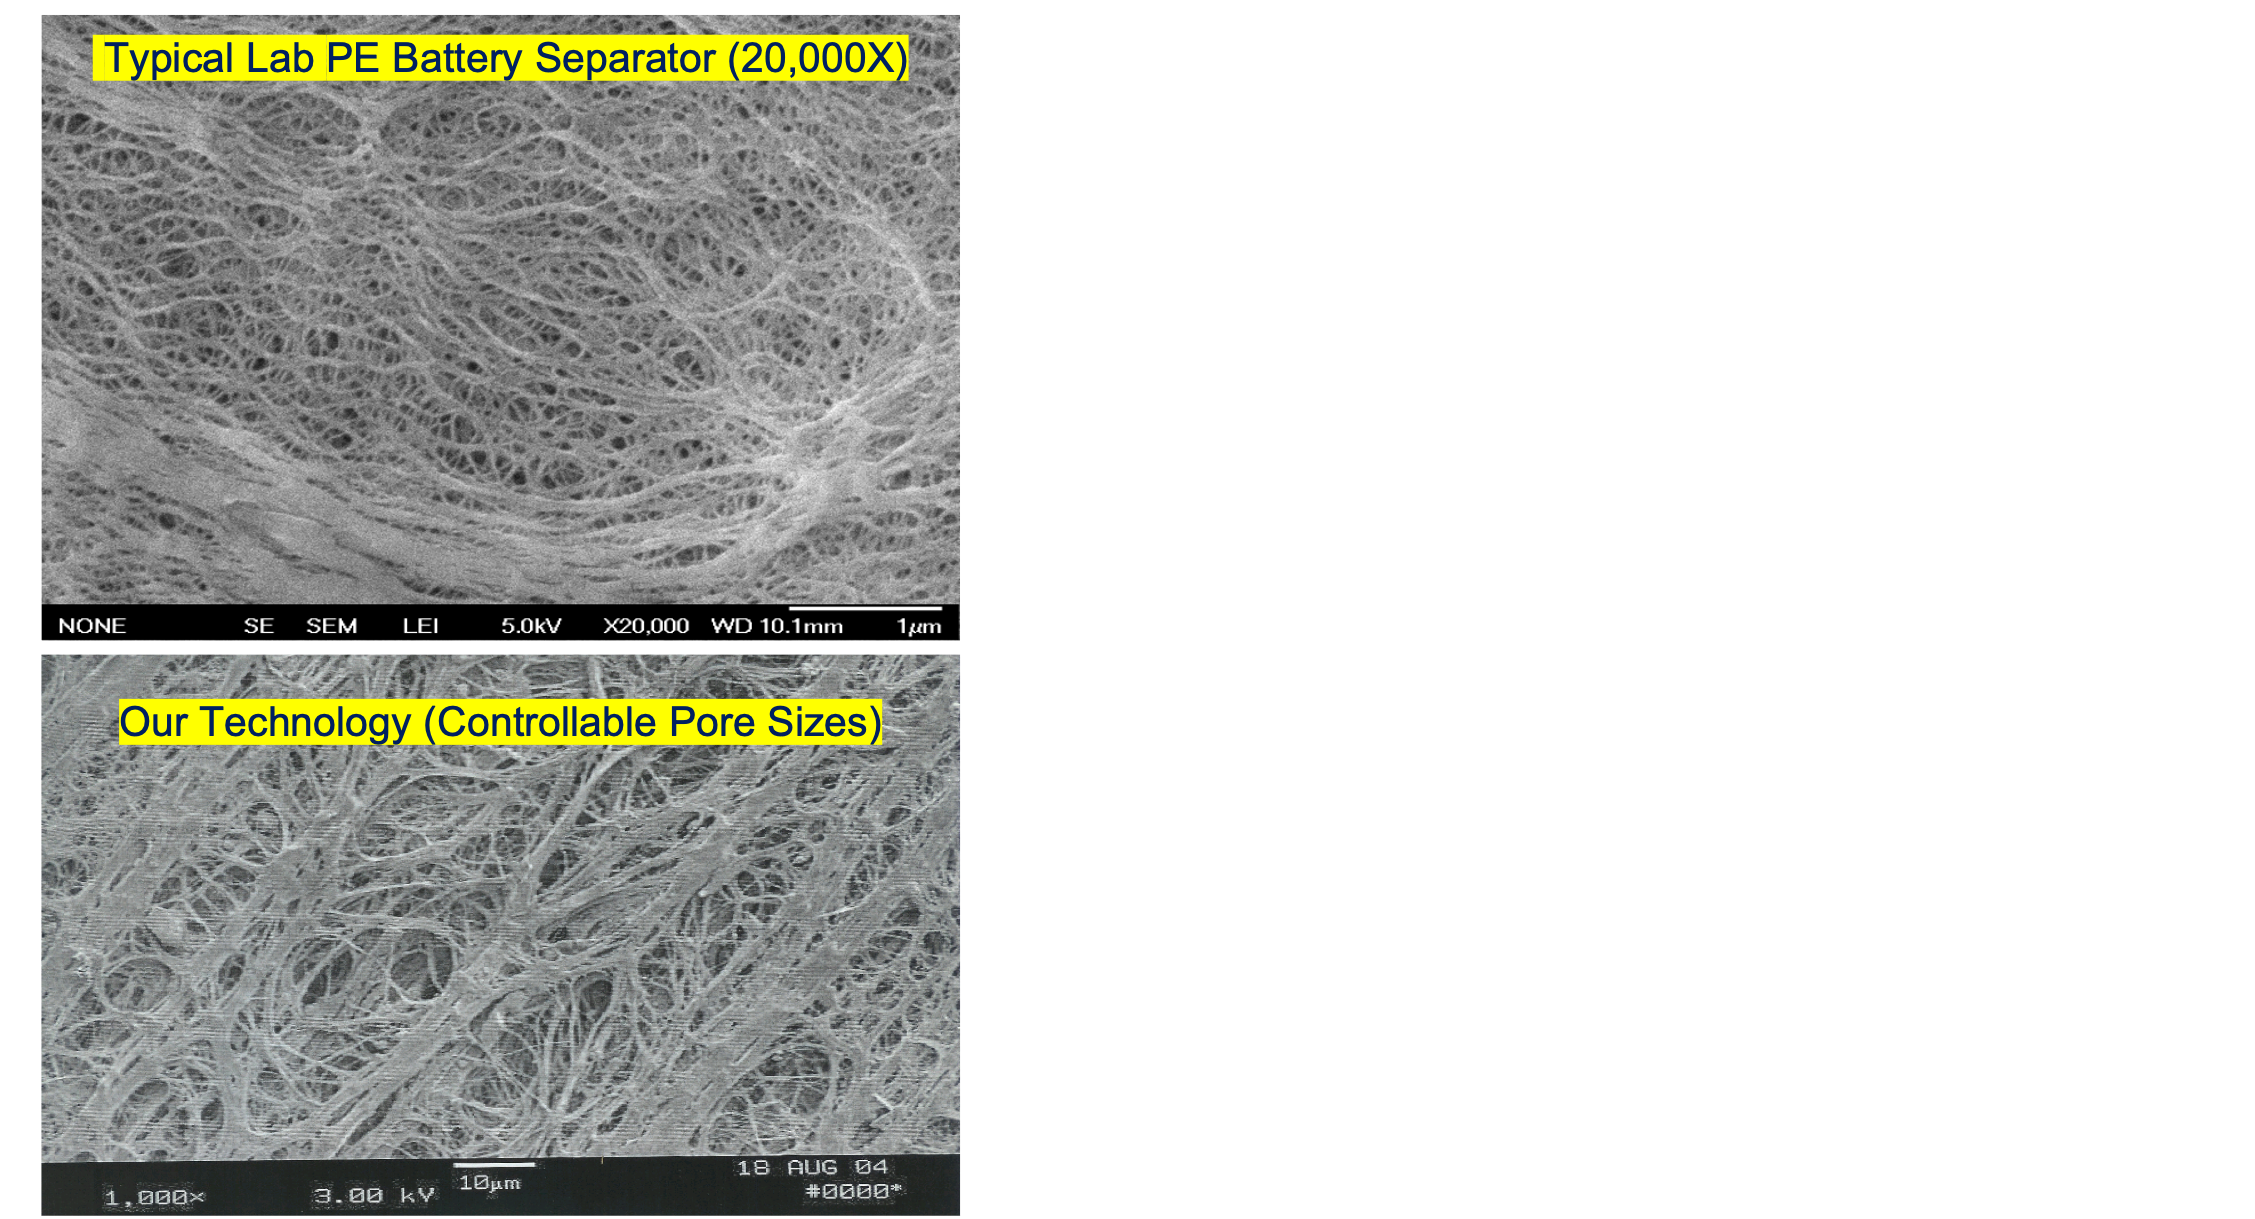 Typical Lab PE Battery Separator (20,000X)
NONE SE SEM LEI 5.0kV X20,000 WD 10.1mm 1μm
Our Technology (Controllable Pore Sizes)
18 AUG 04
1,000× 3.00 kV 10μm #0000*